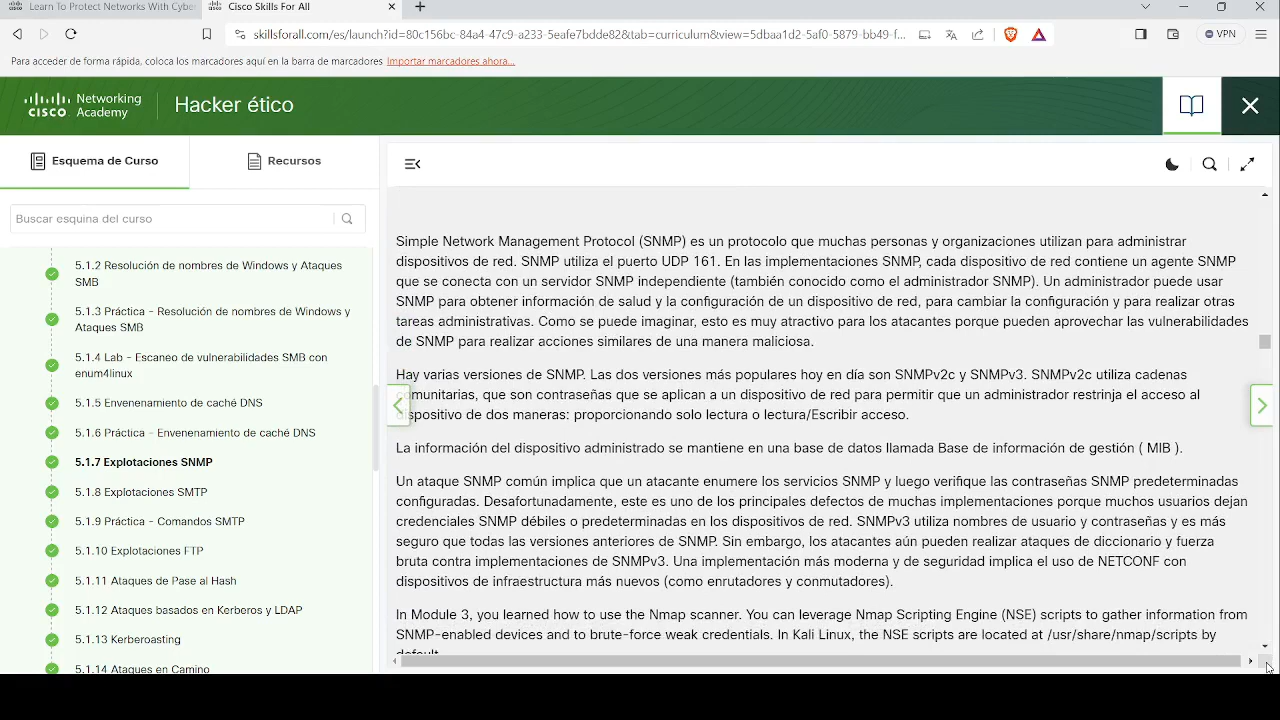 Learn To Protect Networks With Cybe
Cisco Skills For All
skillsforall.com/es/launch?id=80c156bc-84a4-47c9-a233-5eafe7bdde82&tab=curriculum&view=5dbaa1d2-5af0-5879-bb49-f...
VPN
Para acceder de forma rápida, coloca los marcadores aquí en la barra de marcadores Importar marcadores ahora...
Networking
CISCO Academy
Hacker ético
Esquema de Curso
Recursos
Buscar esquina del curso
5.1.2 Resolución de nombres de Windows y Ataques
SMB
5.1.3 Práctica - Resolución de nombres de Windows y
Ataques SMB
5.1.4 Lab - Escaneo de vulnerabilidades SMB con
enum4linux
5.1.5 Envenenamiento de caché DNS
5.1.6 Práctica - Envenenamiento de caché DNS
5.1.7 Explotaciones SNMP
5.1.8 Explotaciones SMTP
5.1.9 Práctica - Comandos SMTP
5.1.10 Explotaciones FTP
5.1.11 Ataques de Pase al Hash
5.1.12 Ataques basados en Kerberos y LDAP
5.1.13 Kerberoasting
5.1.14 Ataques en Camino
Simple Network Management Protocol (SNMP) es un protocolo que muchas personas y organizaciones utilizan para administrar
dispositivos de red. SNMP utiliza el puerto UDP 161. En las implementaciones SNMP, cada dispositivo de red contiene un agente SNMP
que se conecta con un servidor SNMP independiente (también conocido como el administrador SNMP). Un administrador puede usar
SNMP para obtener información de salud y la configuración de un dispositivo de red, para cambiar la configuración y para realizar otras
tareas administrativas. Como se puede imaginar, esto es muy atractivo para los atacantes porque pueden aprovechar las vulnerabilidades
de SNMP para realizar acciones similares de una manera maliciosa.
Hay varias versiones de SNMP. Las dos versiones más populares hoy en día son SNMPv2c y SNMPv3. SNMPv2c utiliza cadenas
comunitarias, que son contraseñas que se aplican a un dispositivo de red para permitir que un administrador restrinja el acceso al
dispositivo de dos maneras: proporcionando solo lectura o lectura/Escribir acceso.
La información del dispositivo administrado se mantiene en una base de datos llamada Base de información de gestión ( MIB ).
Un ataque SNMP común implica que un atacante enumere los servicios SNMP y luego verifique las contraseñas SNMP predeterminadas
configuradas. Desafortunadamente, este es uno de los principales defectos de muchas implementaciones porque muchos usuarios dejan
credenciales SNMP débiles o predeterminadas en los dispositivos de red. SNMPv3 utiliza nombres de usuario y contraseñas y es más
seguro que todas las versiones anteriores de SNMP. Sin embargo, los atacantes aún pueden realizar ataques de diccionario y fuerza
bruta contra implementaciones de SNMPv3. Una implementación más moderna y de seguridad implica el uso de NETCONF con
dispositivos de infraestructura más nuevos (como enrutadores y conmutadores).
In Module 3, you learned how to use the Nmap scanner. You can leverage Nmap Scripting Engine (NSE) scripts to gather information from
SNMP-enabled devices and to brute-force weak credentials. In Kali Linux, the NSE scripts are located at /usr/share/nmap/scripts by
default.